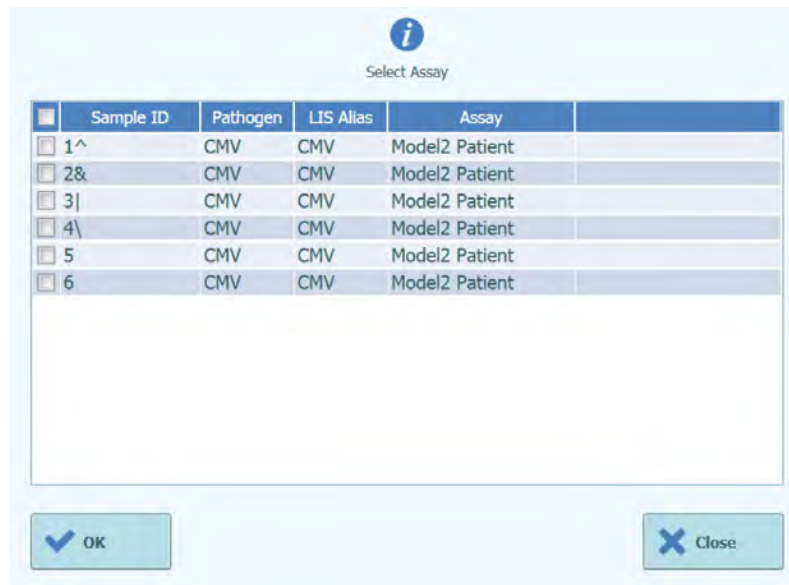 i
Select Assay
Sample ID Pathogen LIS Alias Assay
1^ CMV CMV Model2 Patient
2& CMV CMV Model2 Patient
3| CMV CMV Model2 Patient
4\ CMV CMV Model2 Patient
5 CMV CMV Model2 Patient
6 CMV CMV Model2 Patient
OK Close